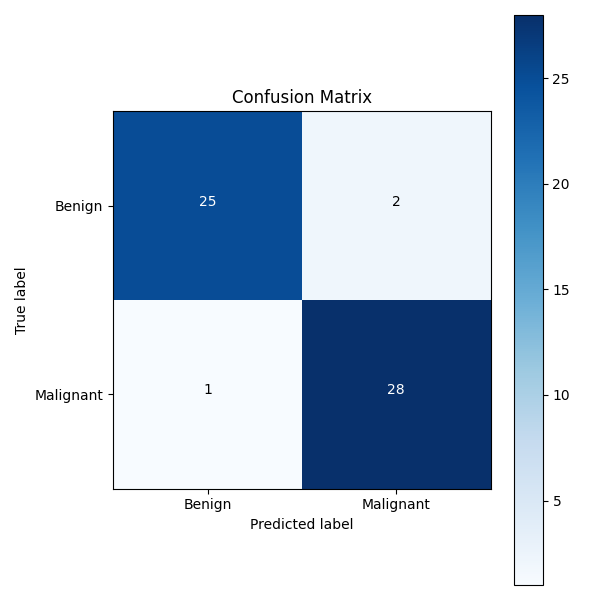 Confusion Matrix
True label
Benign
25
2
Malignant
1
28
Benign
Malignant
Predicted label
25
20
15
10
5